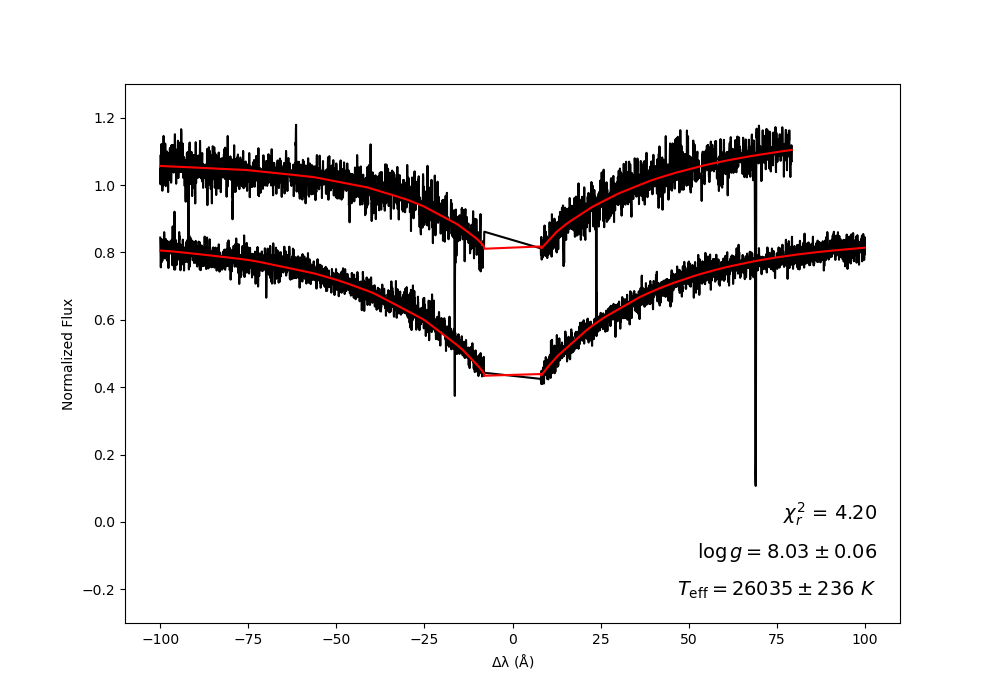 1.2
1.0
0.8
0.6
0.4
0.2
0.0
−0.2
Normalized Flux
χ²ᵣ = 4.20
log g = 8.03 ± 0.06
T_eff = 26035 ± 236 K
−100 −75 −50 −25 0 25 50 75 100
Δλ (Å)